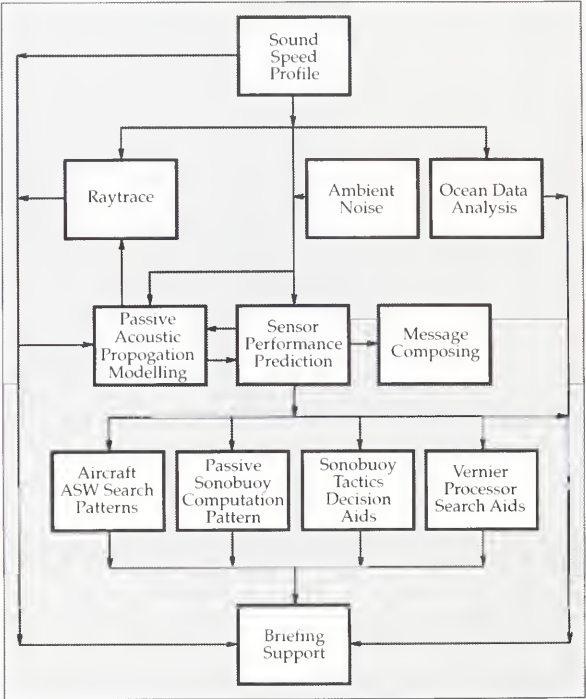 Sound
Speed
Profile
Raytrace
Ambient
Noise
Ocean Data
Analysis
Passive
Acoustic
Propogation
Modelling
Sensor
Performance
Prediction
Message
Composing
Aircraft
ASW Search
Patterns
Passive
Sonobuoy
Computation
Pattern
Sonobuoy
Tactics
Decision
Aids
Vernier
Processor
Search Aids
Briefing
Support